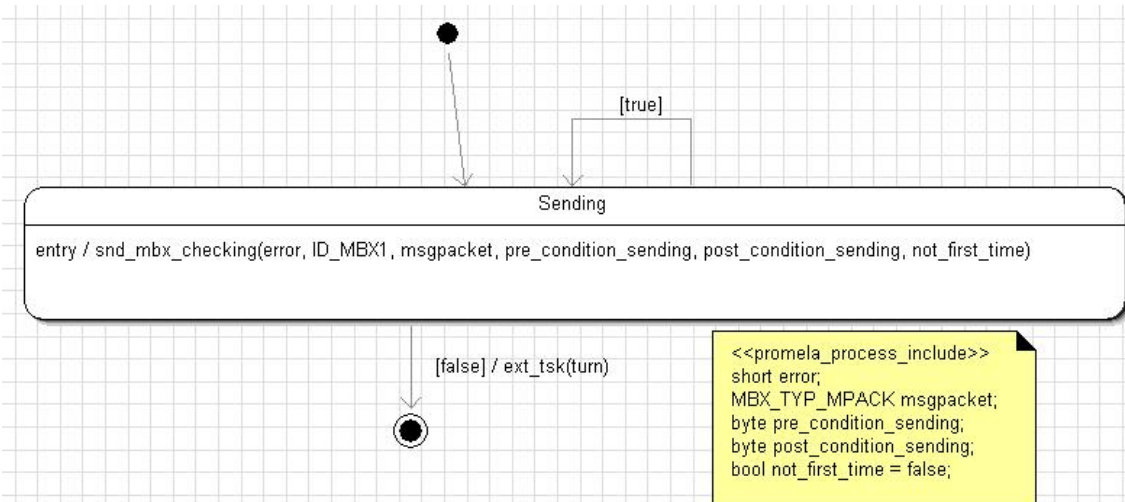 [true]
Sending
entry / snd_mbx_checking(error, ID_MBX1, msgpacket, pre_condition_sending, post_condition_sending, not_first_time)
[false] / ext_tsk(turn)
<<promela_process_include>>
short error;
MBX_TYP_MPACK msgpacket;
byte pre_condition_sending;
byte post_condition_sending;
bool not_first_time = false;